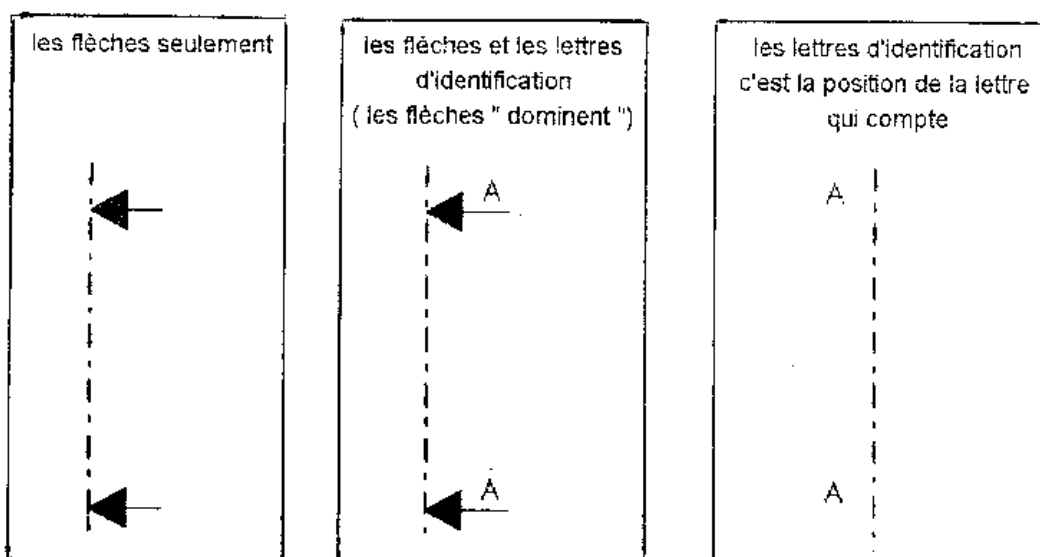 les flèches seulement
les flèches et les lettres
d'identification
( les flèches " dominent ")
A
A
les lettres d'identification
c'est la position de la lettre
qui compte
A
A